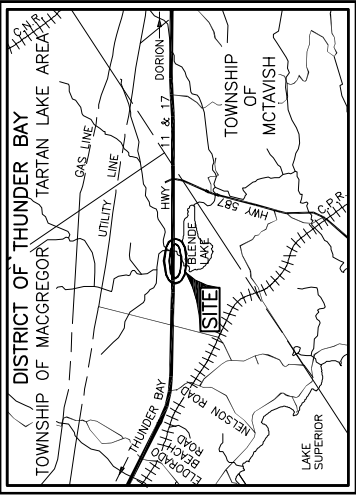 DISTRICT OF THUNDER BAY
TOWNSHIP OF MACGREGOR TARTAN LAKE AREA
C.N.R.
GAS LINE
UTILITY LINE
DORION
HWY 11 & 17
TOWNSHIP
OF
MCTAVISH
BLENDE
LAKE
HWY 587
C.P.R.
SITE
THUNDER BAY
NELSON ROAD
ELDORADO
BEACH
ROAD
LAKE
SUPERIOR